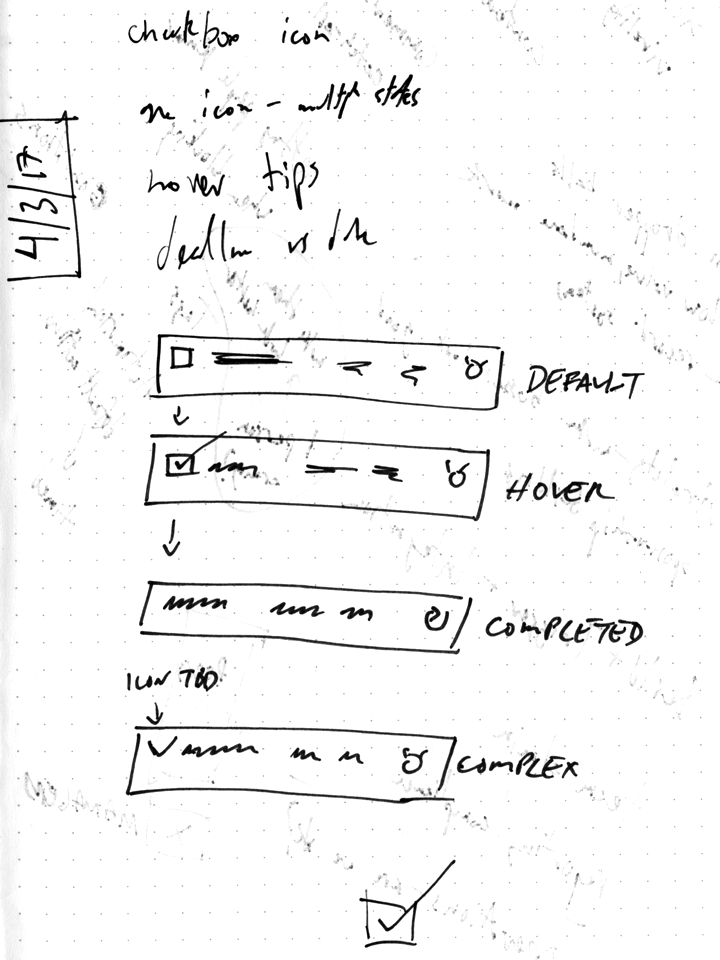 checkbox icon
one icon - multiple states
4/3/17
hover tips
deadline vs date
DEFAULT
HOVER
COMPLETED
ICON TBD
COMPLEX